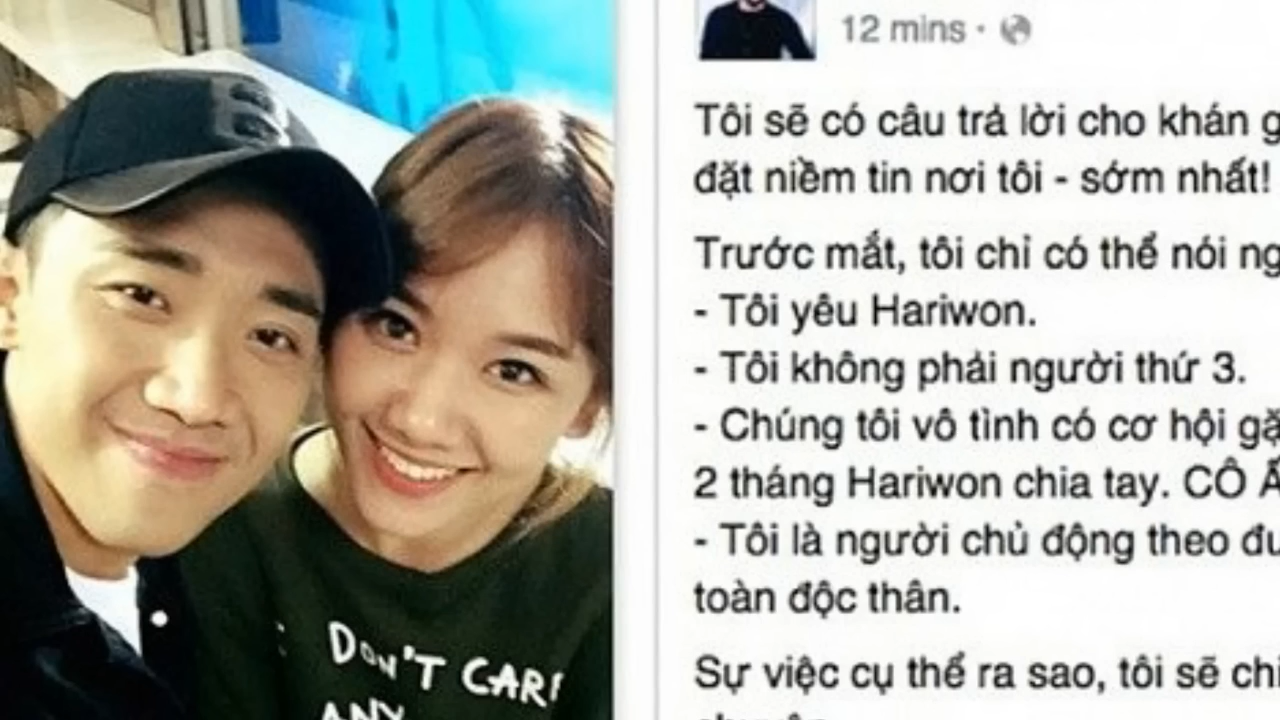 DON'T CARE
ANY
12 mins ·
Tôi sẽ có câu trả lời cho khán g
đặt niềm tin nơi tôi - sớm nhất!
Trước mắt, tôi chỉ có thể nói ng
- Tôi yêu Hariwon.
- Tôi không phải người thứ 3.
- Chúng tôi vô tình có cơ hội gặ
2 tháng Hariwon chia tay. CÔ Ấ
- Tôi là người chủ động theo đu
toàn độc thân.
Sự việc cụ thể ra sao, tôi sẽ chi